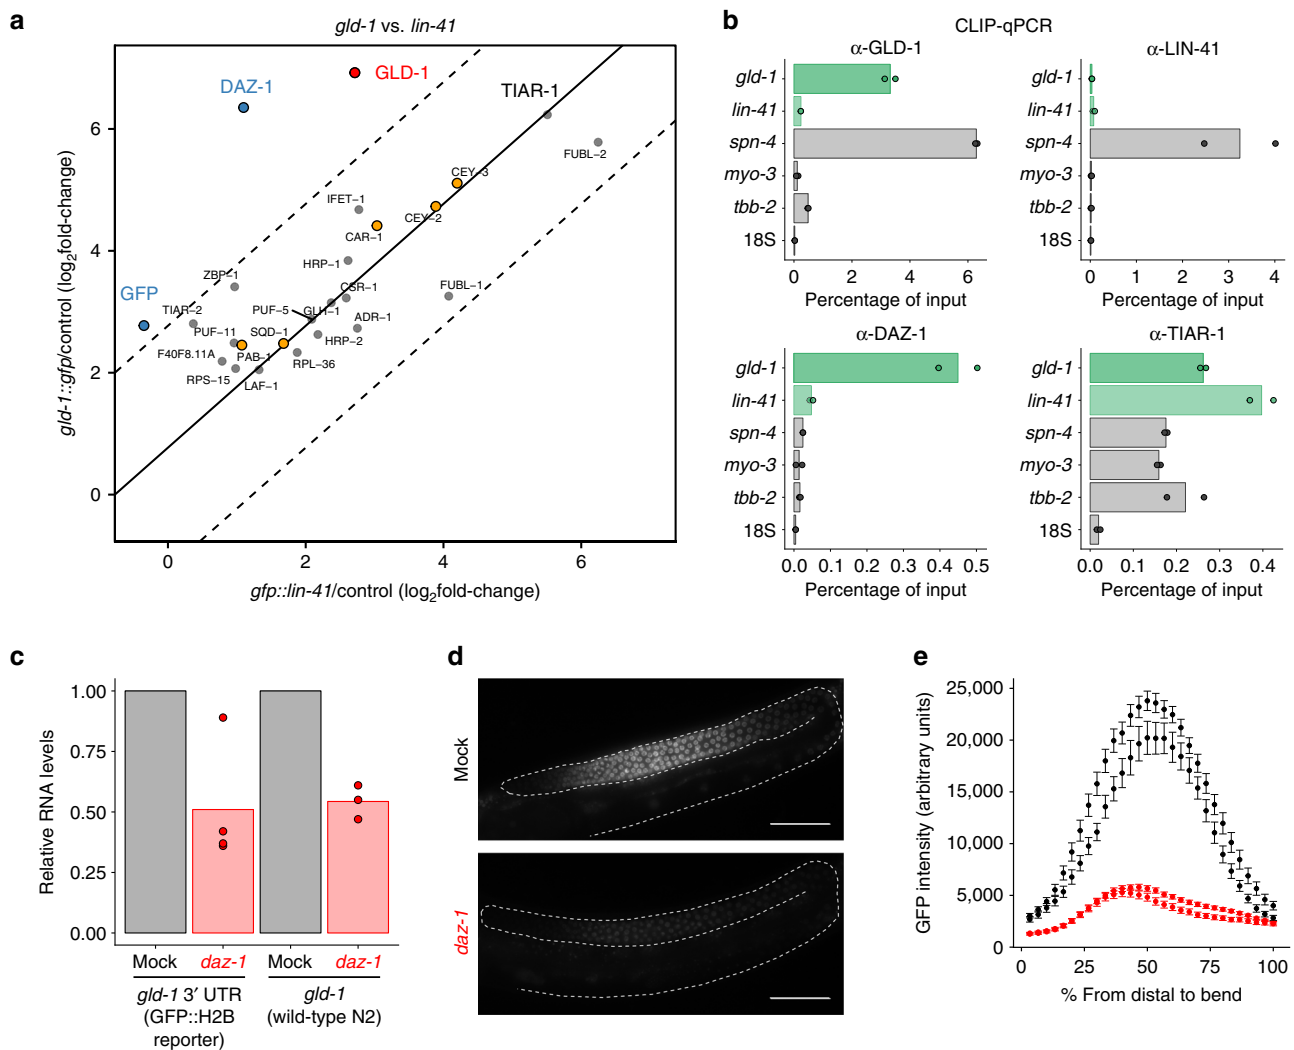 a
gld-1 vs. lin-41
GLD-1
DAZ-1
TIAR-1
FUBL-2
CEY-3
IFET-1
CEY-2
CAR-1
HRP-1
ZBP-1
CSR-1
FUBL-1
GFP
TIAR-2
PUF-5
GLH-1
ADR-1
PUF-11
SQD-1
HRP-2
F40F8.11A
PAB-1
RPL-36
RPS-15
LAF-1
6
4
2
0
0
2
4
6
gld-1::gfp/control (log2fold-change)
gfp::lin-41/control (log2fold-change)
b
CLIP-qPCR
α-GLD-1
gld-1
lin-41
spn-4
myo-3
tbb-2
18S
0
2
4
6
Percentage of input
α-LIN-41
gld-1
lin-41
spn-4
myo-3
tbb-2
18S
0
1
2
3
4
Percentage of input
α-DAZ-1
gld-1
lin-41
spn-4
myo-3
tbb-2
18S
0.0 0.1 0.2 0.3 0.4 0.5
Percentage of input
α-TIAR-1
gld-1
lin-41
spn-4
myo-3
tbb-2
18S
0.0 0.1 0.2 0.3 0.4
Percentage of input
c
Relative RNA levels
1.00
0.75
0.50
0.25
0.00
Mock daz-1 Mock daz-1
gld-1 3′ UTR
(GFP::H2B
reporter)
gld-1
(wild-type N2)
d
Mock
daz-1
e
GFP intensity (arbitrary units)
25,000
20,000
15,000
10,000
5,000
0
0 25 50 75 100
% From distal to bend